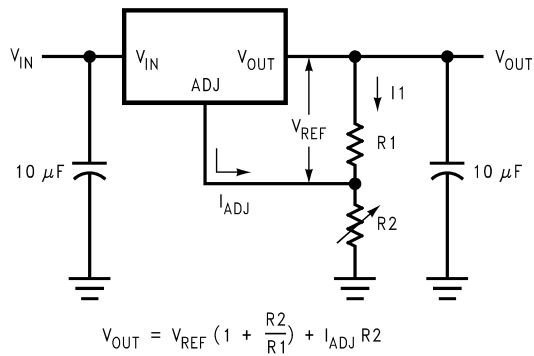 VIN
VIN
VOUT
VOUT
ADJ
I1
VREF
R1
10 µF
10 µF
IADJ
R2
VOUT = VREF (1 + R2/R1) + IADJ R2